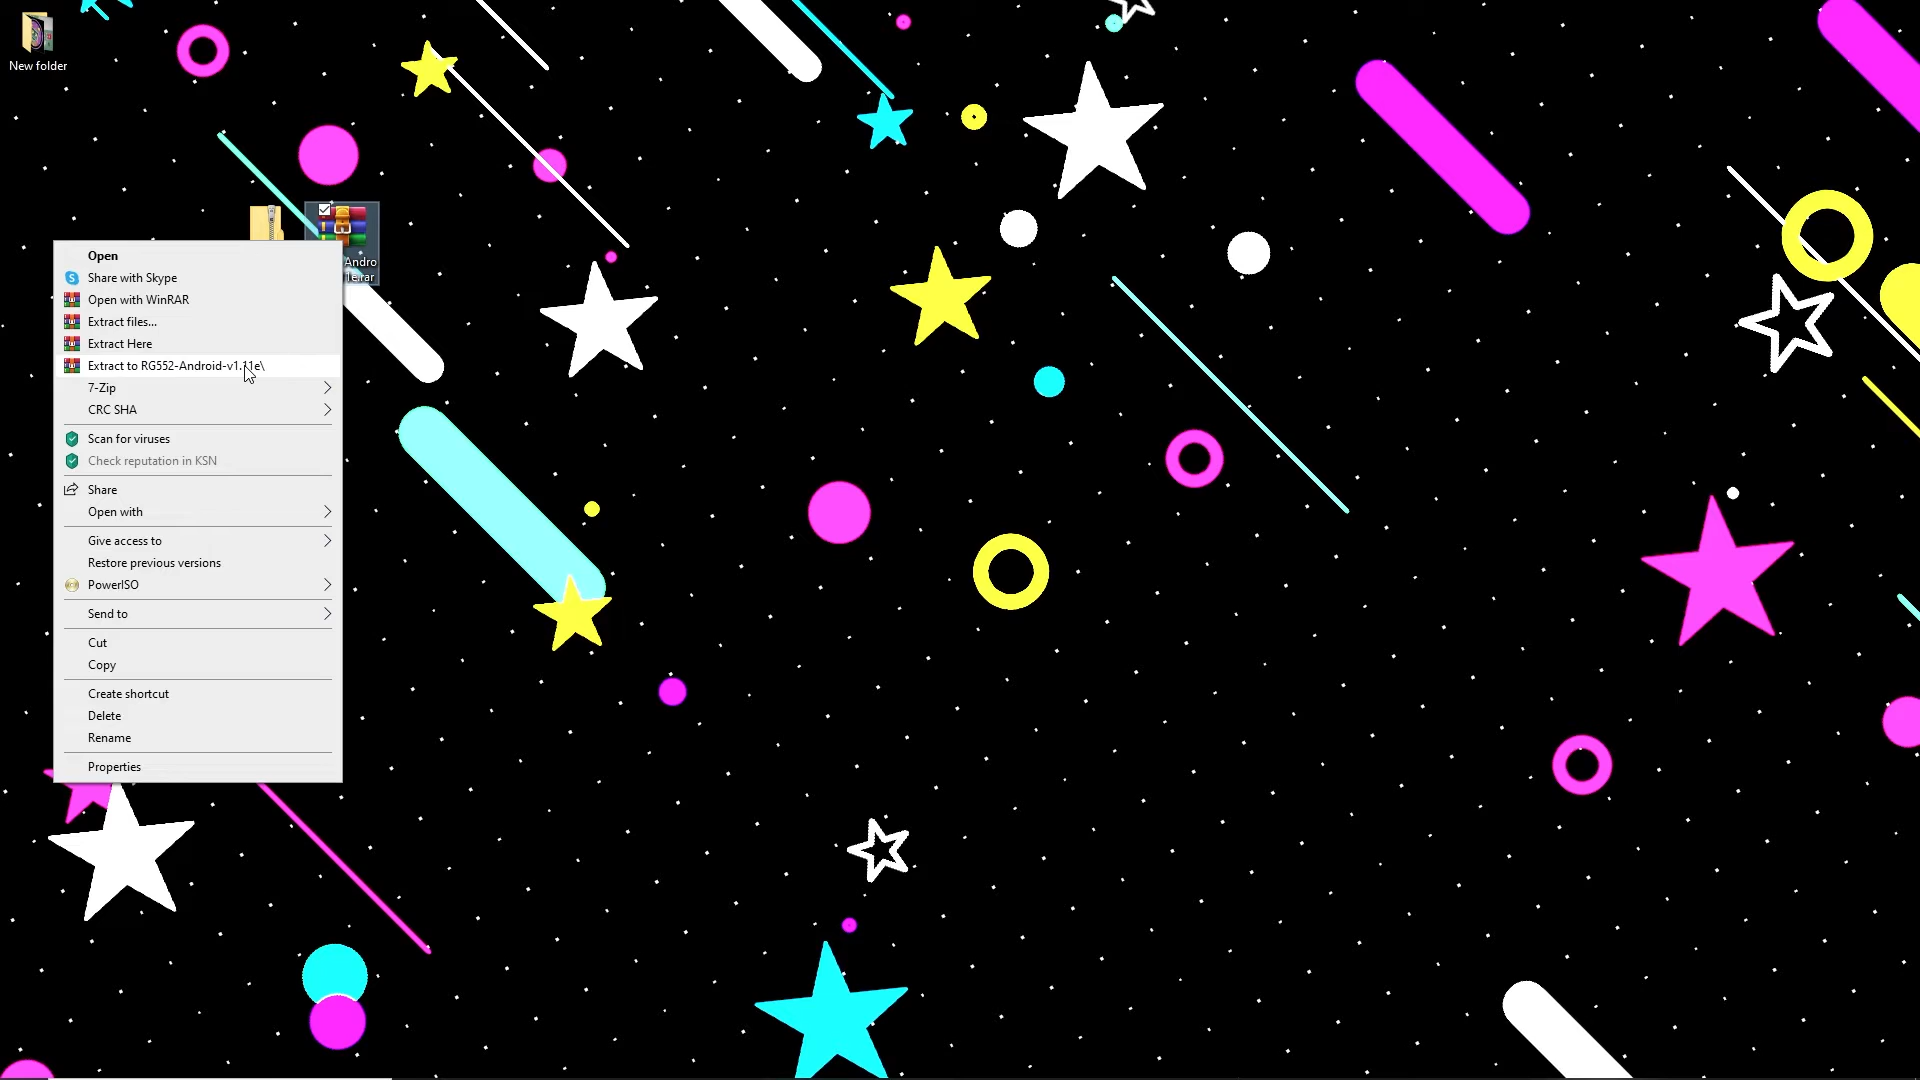 New folder
Andro
Open
Share with Skype
Open with WinRAR
Extract files...
Extract Here
Extract to RG552-Android-v1.11e\
7-Zip
CRC SHA
Scan for viruses
Check reputation in KSN
Share
Open with
Give access to
Restore previous versions
PowerISO
Send to
Cut
Copy
Create shortcut
Delete
Rename
Properties